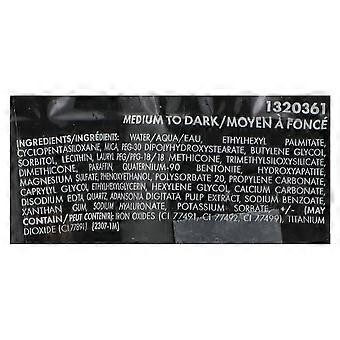 1320361
MEDIUM TO DARK/MOYEN À FONCÉ
INGREDIENTS/INGRÉDIENTS: WATER/AQUA/EAU, ETHYLHEXYL PALMITATE,
CYCLOPENTASILOXANE, MICA, PEG-30 DIPOLYHYDROXYSTEARATE, BUTYLENE GLYCOL,
SORBITOL, LECITHIN, LAURYL PEG/PPG-18/18 METHICONE, TRIMETHYLSILOXYSILICATE,
DIMETHICONE, PARAFFIN, QUATERNIUM-90 BENTONITE, HYDROXYAPATITE,
MAGNESIUM SULFATE, PHENOXYETHANOL, POLYSORBATE 20, PROPYLENE CARBONATE,
CAPRYLYL GLYCOL, ETHYLHEXYLGLYCERIN, HEXYLENE GLYCOL, CALCIUM CARBONATE,
DISODIUM EDTA, QUARTZ, ADANSONIA DIGITATA PULP EXTRACT, SODIUM BENZOATE,
XANTHAN GUM, SODIUM HYALURONATE, POTASSIUM SORBATE, +/- (MAY
CONTAIN/PEUT CONTENIR: IRON OXIDES (CI 77491, CI 77492, CI 77499), TITANIUM
DIOXIDE (CI 77891) (2307-1M)